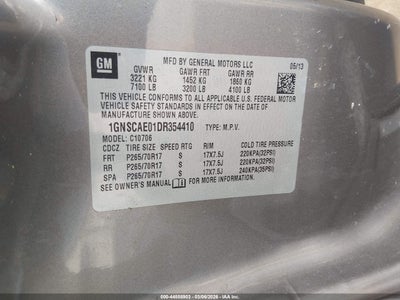 GM
MFD BY GENERAL MOTORS LLC 05/13
GVWR GAWR FRT GAWR RR
3221 KG 1452 KG 1860 KG
7100 LB 3200 LB 4100 LB
THIS VEHICLE CONFORMS TO ALL APPLICABLE U.S. FEDERAL MOTOR
VEHICLE SAFETY STANDARDS IN EFFECT ON THE DATE OF
MANUFACTURE SHOWN ABOVE.
1GNSCAE01DR354410 TYPE: M.P.V.
MODEL: C10706
CDCZ TIRE SIZE SPEED RTG RIM COLD TIRE PRESSURE
FRT P265/70R17 S 17X7.5J 220KPA(32PSI)
RR P265/70R17 S 17X7.5J 220KPA(32PSI)
SPA P265/70R17 S 17X7.5J 240KPA(35PSI)
SEE OWNER'S MANUAL